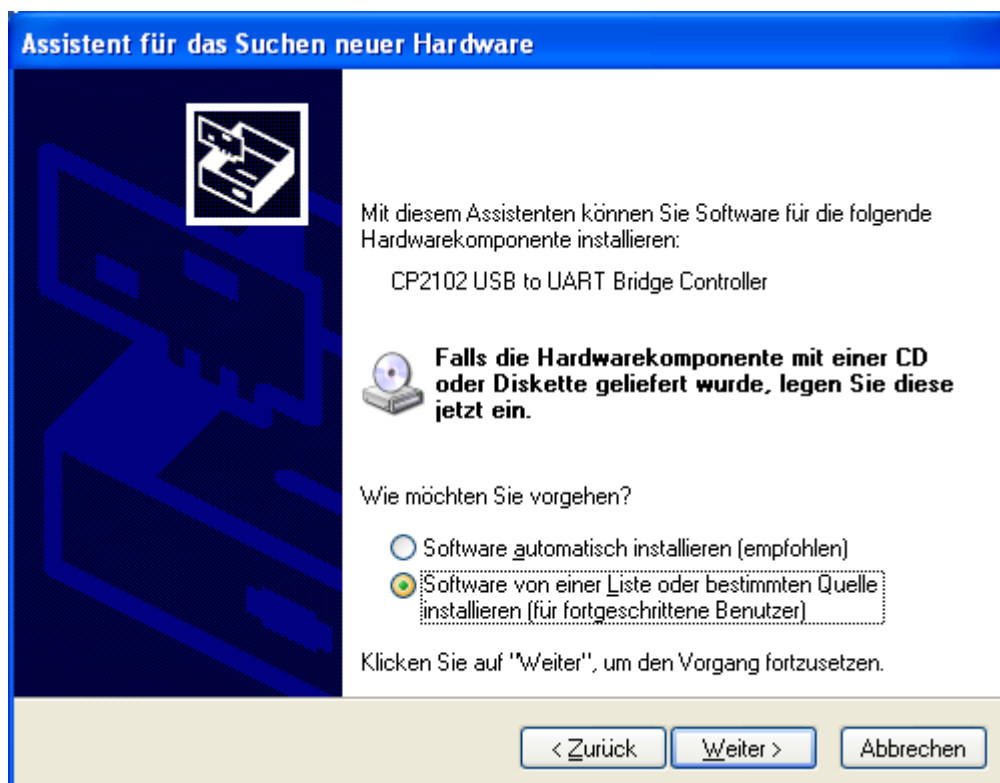 Assistent für das Suchen neuer Hardware
Mit diesem Assistenten können Sie Software für die folgende
Hardwarekomponente installieren:
CP2102 USB to UART Bridge Controller
Falls die Hardwarekomponente mit einer CD
oder Diskette geliefert wurde, legen Sie diese
jetzt ein.
Wie möchten Sie vorgehen?
Software automatisch installieren (empfohlen)
Software von einer Liste oder bestimmten Quelle
installieren (für fortgeschrittene Benutzer)
Klicken Sie auf "Weiter", um den Vorgang fortzusetzen.
< Zurück Weiter > Abbrechen